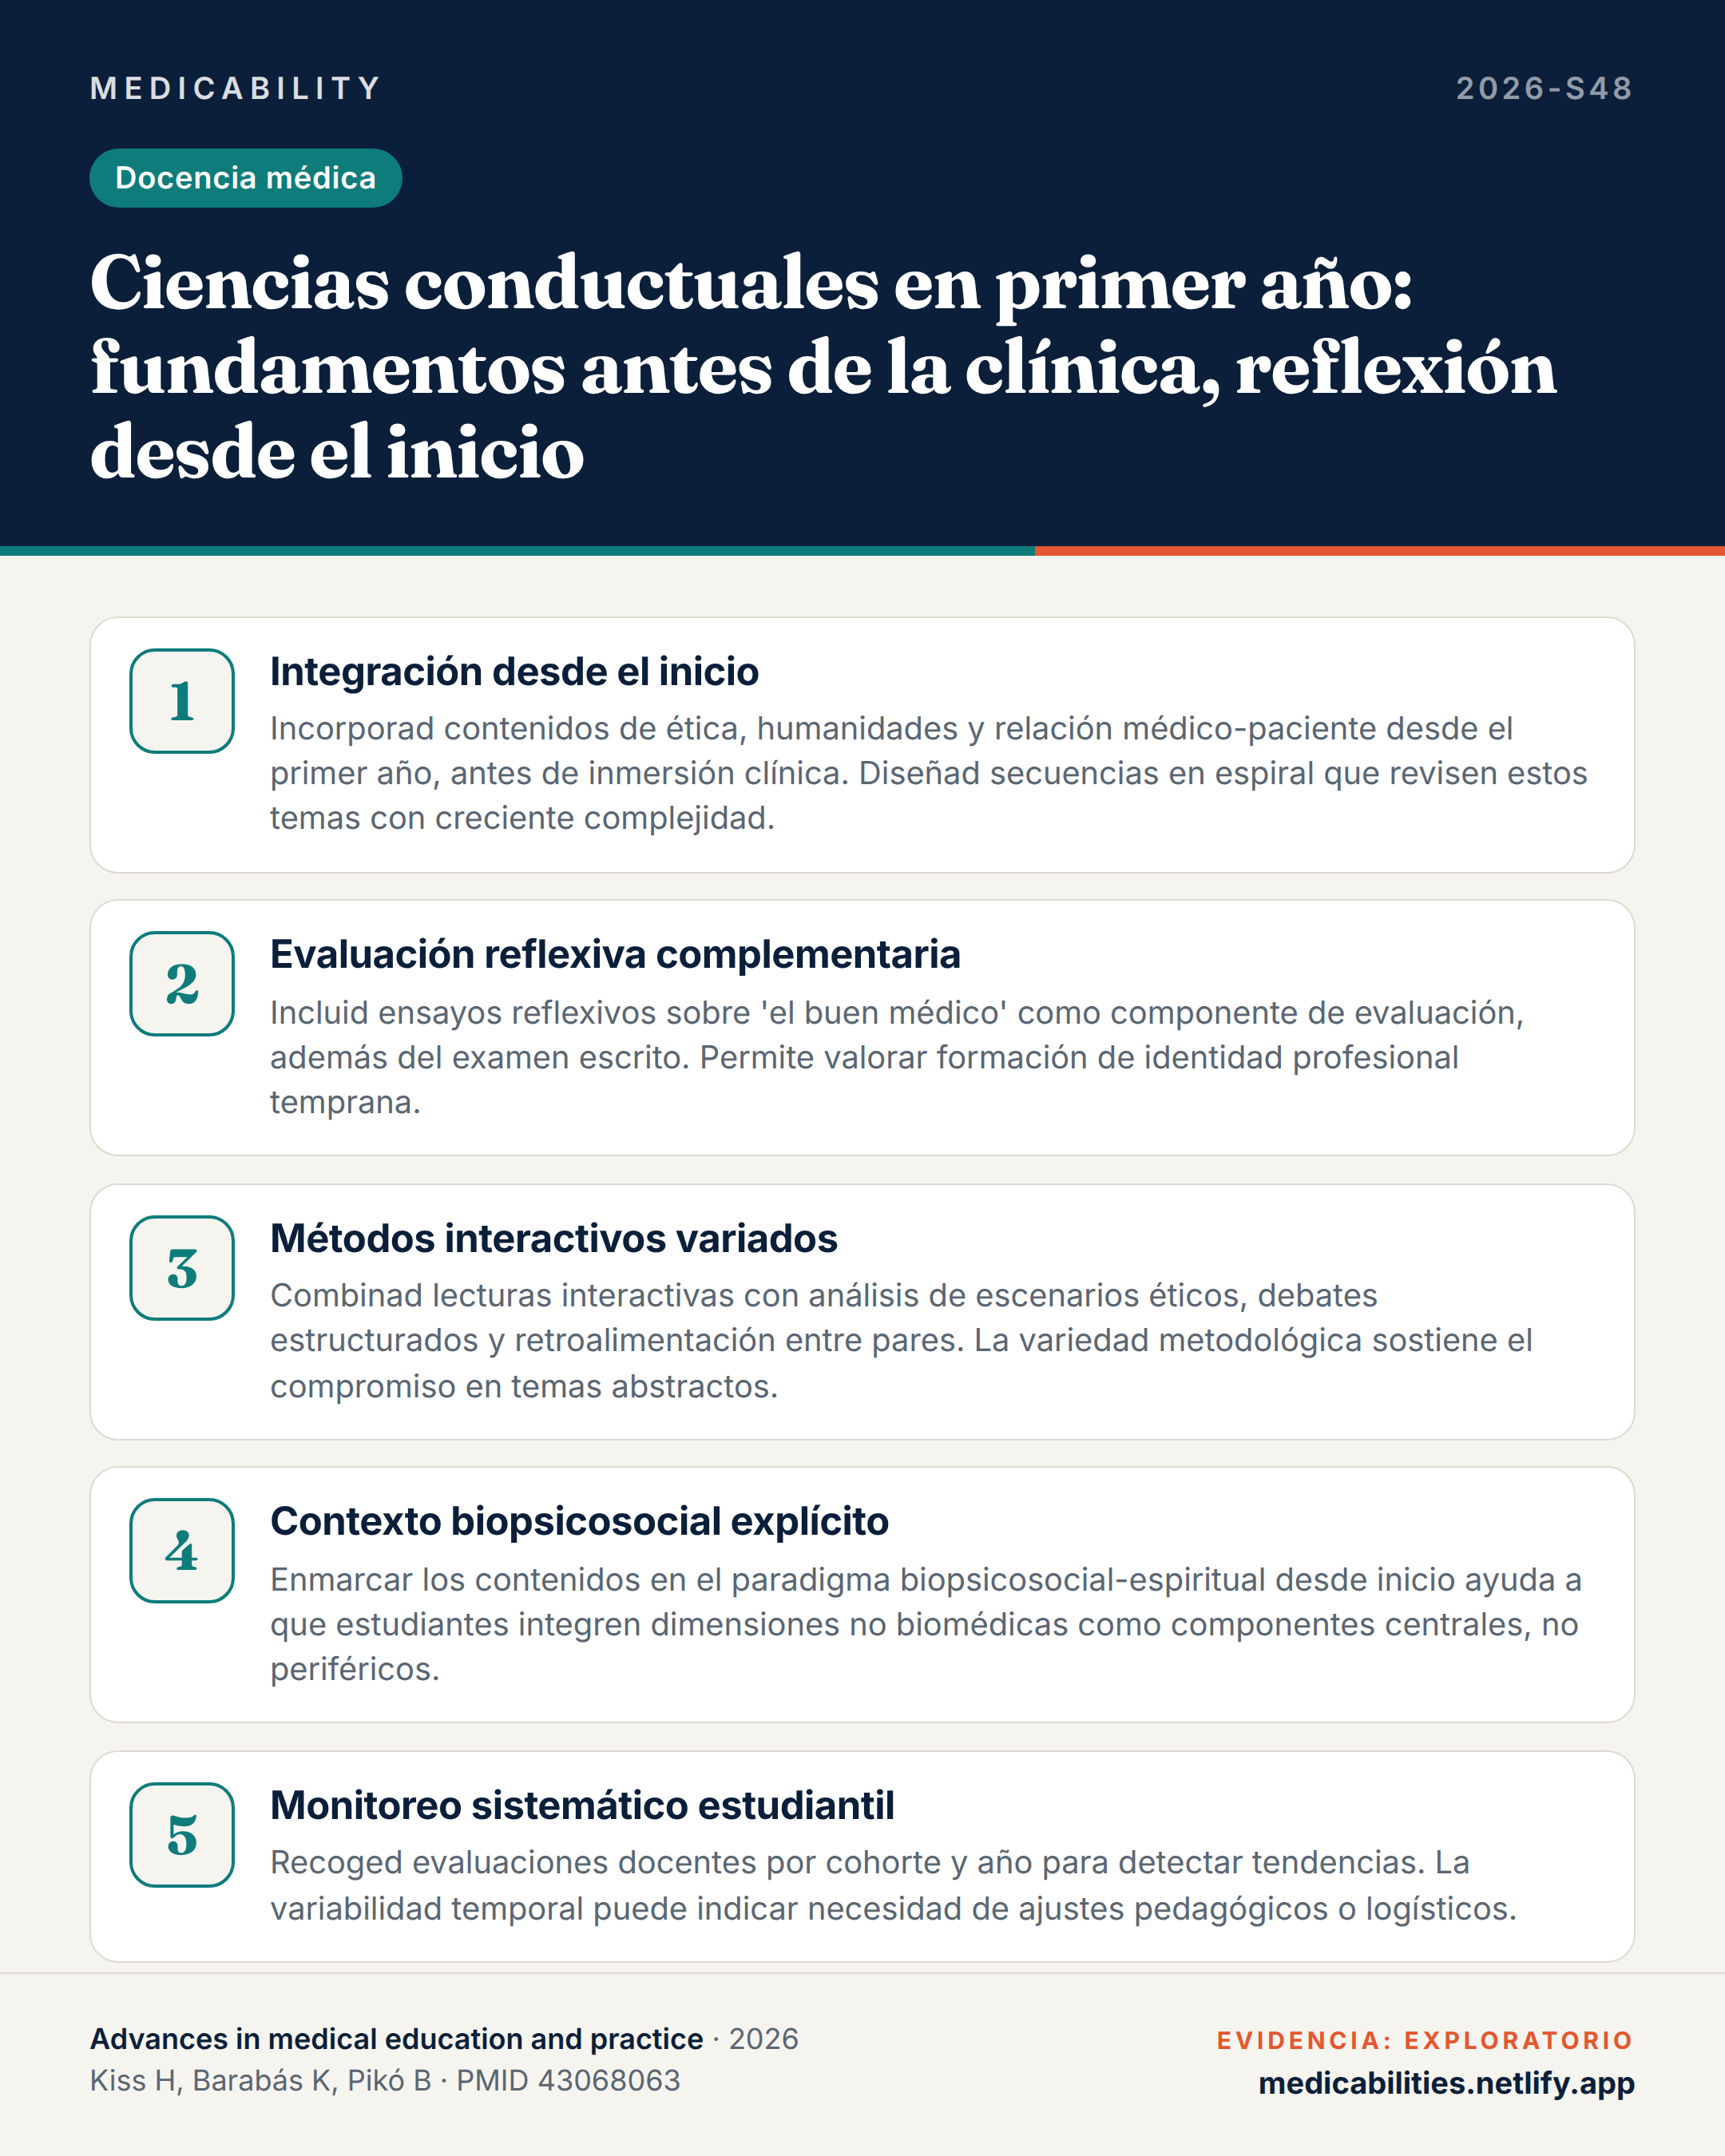 MEDICABILITY
2026-S48
Docencia médica
Ciencias conductuales en primer año:
fundamentos antes de la clínica, reflexión
desde el inicio
1
Integración desde el inicio
Incorporad contenidos de ética, humanidades y relación médico-paciente desde el
primer año, antes de inmersión clínica. Diseñad secuencias en espiral que revisen estos
temas con creciente complejidad.
2
Evaluación reflexiva complementaria
Incluid ensayos reflexivos sobre 'el buen médico' como componente de evaluación,
además del examen escrito. Permite valorar formación de identidad profesional
temprana.
3
Métodos interactivos variados
Combinad lecturas interactivas con análisis de escenarios éticos, debates
estructurados y retroalimentación entre pares. La variedad metodológica sostiene el
compromiso en temas abstractos.
4
Contexto biopsicosocial explícito
Enmarcar los contenidos en el paradigma biopsicosocial-espiritual desde inicio ayuda a
que estudiantes integren dimensiones no biomédicas como componentes centrales, no
periféricos.
5
Monitoreo sistemático estudiantil
Recoged evaluaciones docentes por cohorte y año para detectar tendencias. La
variabilidad temporal puede indicar necesidad de ajustes pedagógicos o logísticos.
Advances in medical education and practice · 2026
Kiss H, Barabás K, Pikó B · PMID 43068063
EVIDENCIA: EXPLORATORIO
medicabilities.netlify.app